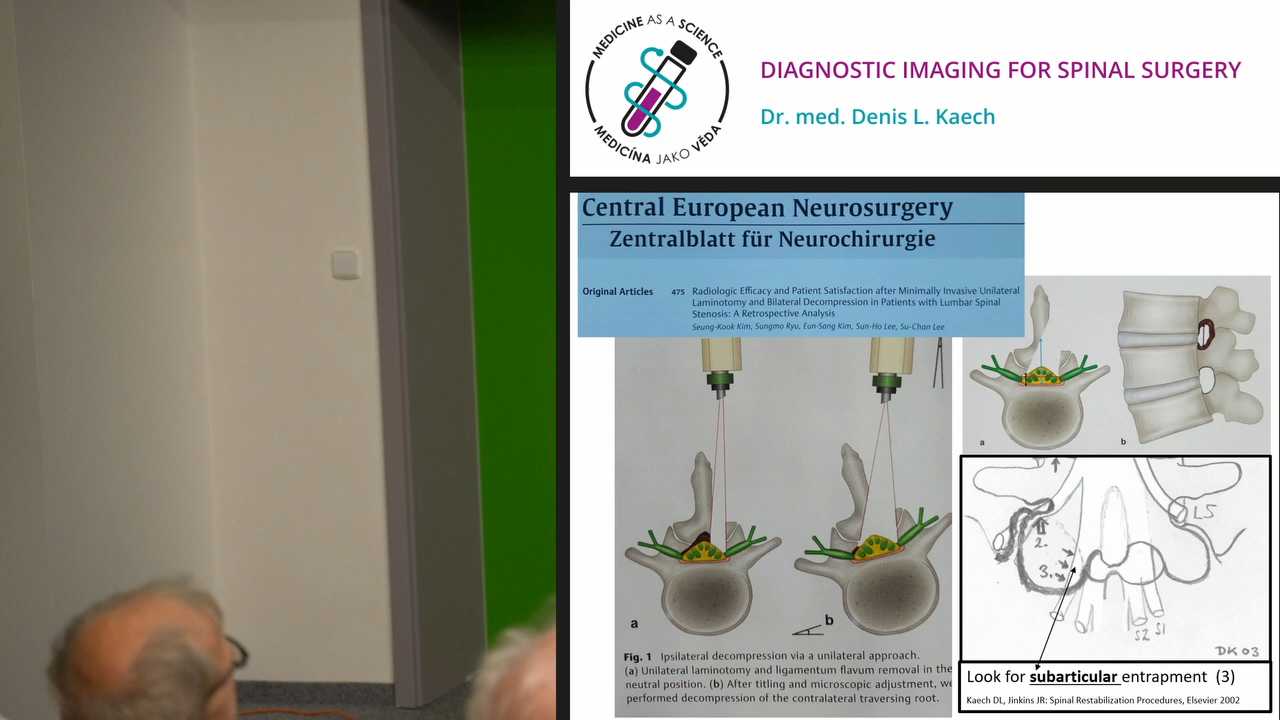 MEDICINE AS A SCIENCE
MEDICÍNA JAKO VĚDA
DIAGNOSTIC IMAGING FOR SPINAL SURGERY
Dr. med. Denis L. Kaech
Central European Neurosurgery
Zentralblatt für Neurochirurgie
Original Articles 475 Radiologic Efficacy and Patient Satisfaction after Minimally Invasive Unilateral
Laminotomy and Bilateral Decompression in Patients with Lumbar Spinal
Stenosis: A Retrospective Analysis
Seung-Kook Kim, Sungmo Ryu, Eun-Sang Kim, Sun-Ho Lee, Su-Chan Lee
a b
a b
Fig. 1 Ipsilateral decompression via a unilateral approach.
(a) Unilateral laminotomy and ligamentum flavum removal in the
neutral position. (b) After titling and microscopic adjustment, we
performed decompression of the contralateral traversing root.
L5
2.
3.
S2 S1
DK 03
Look for subarticular entrapment (3)
Kaech DL, Jinkins JR: Spinal Restabilization Procedures, Elsevier 2002